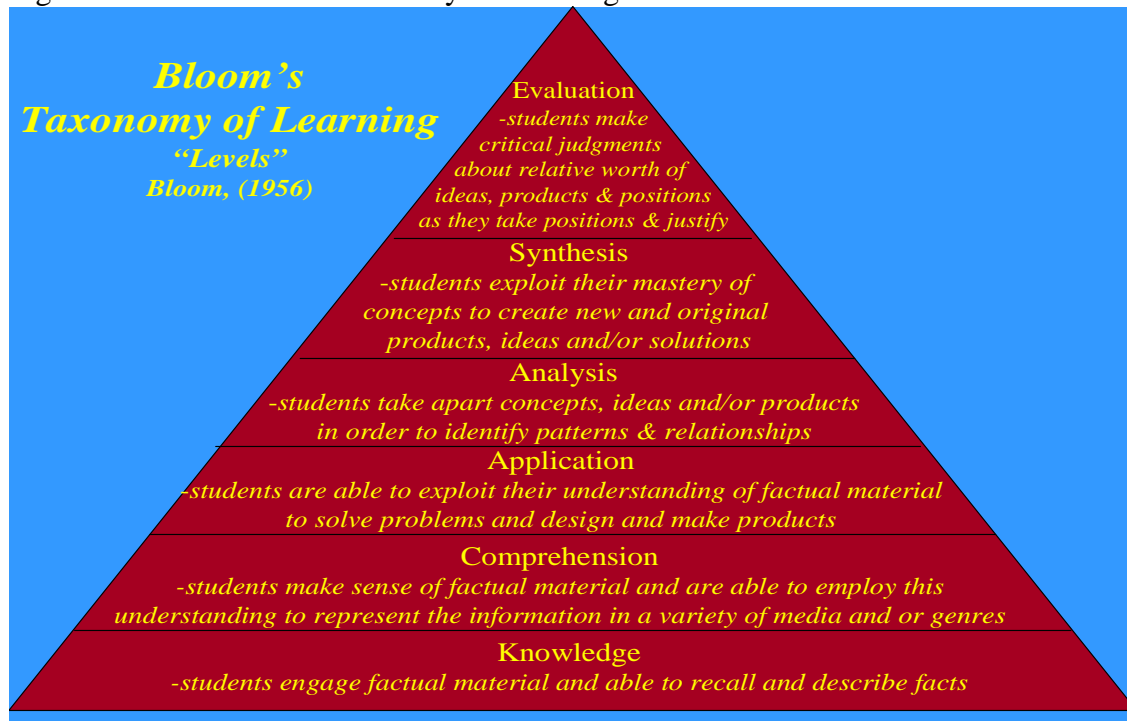 Bloom's
Taxonomy of Learning
“Levels”
Bloom, (1956)
Evaluation
-students make
critical judgments
about relative worth of
ideas, products & positions
as they take positions & justify
Synthesis
-students exploit their mastery of
concepts to create new and original
products, ideas and/or solutions
Analysis
-students take apart concepts, ideas and/or products
in order to identify patterns & relationships
Application
-students are able to exploit their understanding of factual material
to solve problems and design and make products
Comprehension
-students make sense of factual material and are able to employ this
understanding to represent the information in a variety of media and or genres
Knowledge
-students engage factual material and able to recall and describe facts